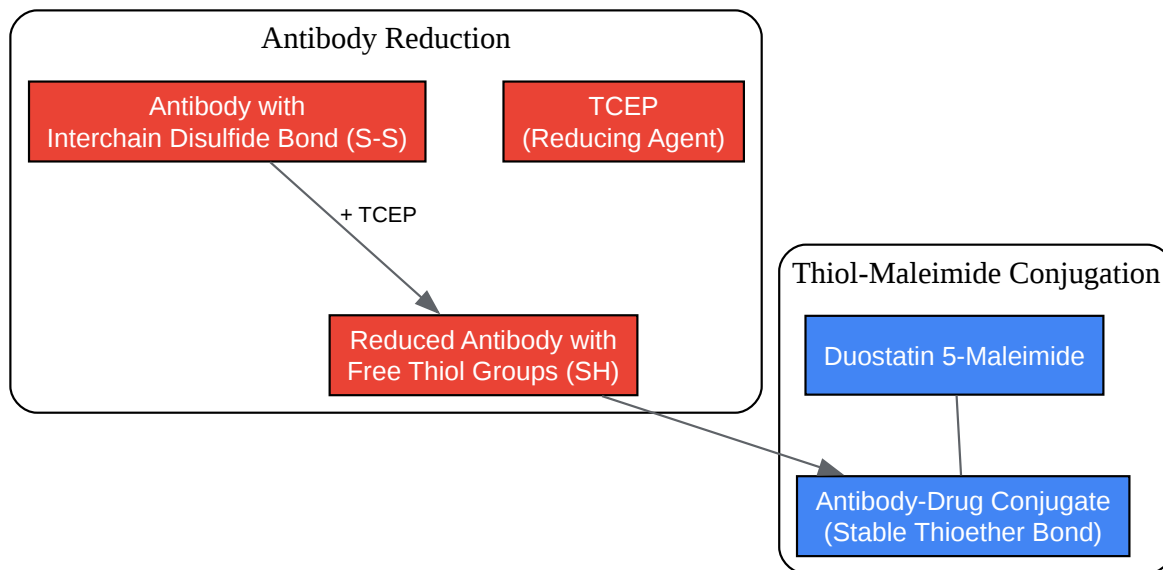 Antibody Reduction
Antibody with
Interchain Disulfide Bond (S-S)
TCEP
(Reducing Agent)
+ TCEP
Reduced Antibody with
Free Thiol Groups (SH)
Thiol-Maleimide Conjugation
Duostatin 5-Maleimide
Antibody-Drug Conjugate
(Stable Thioether Bond)